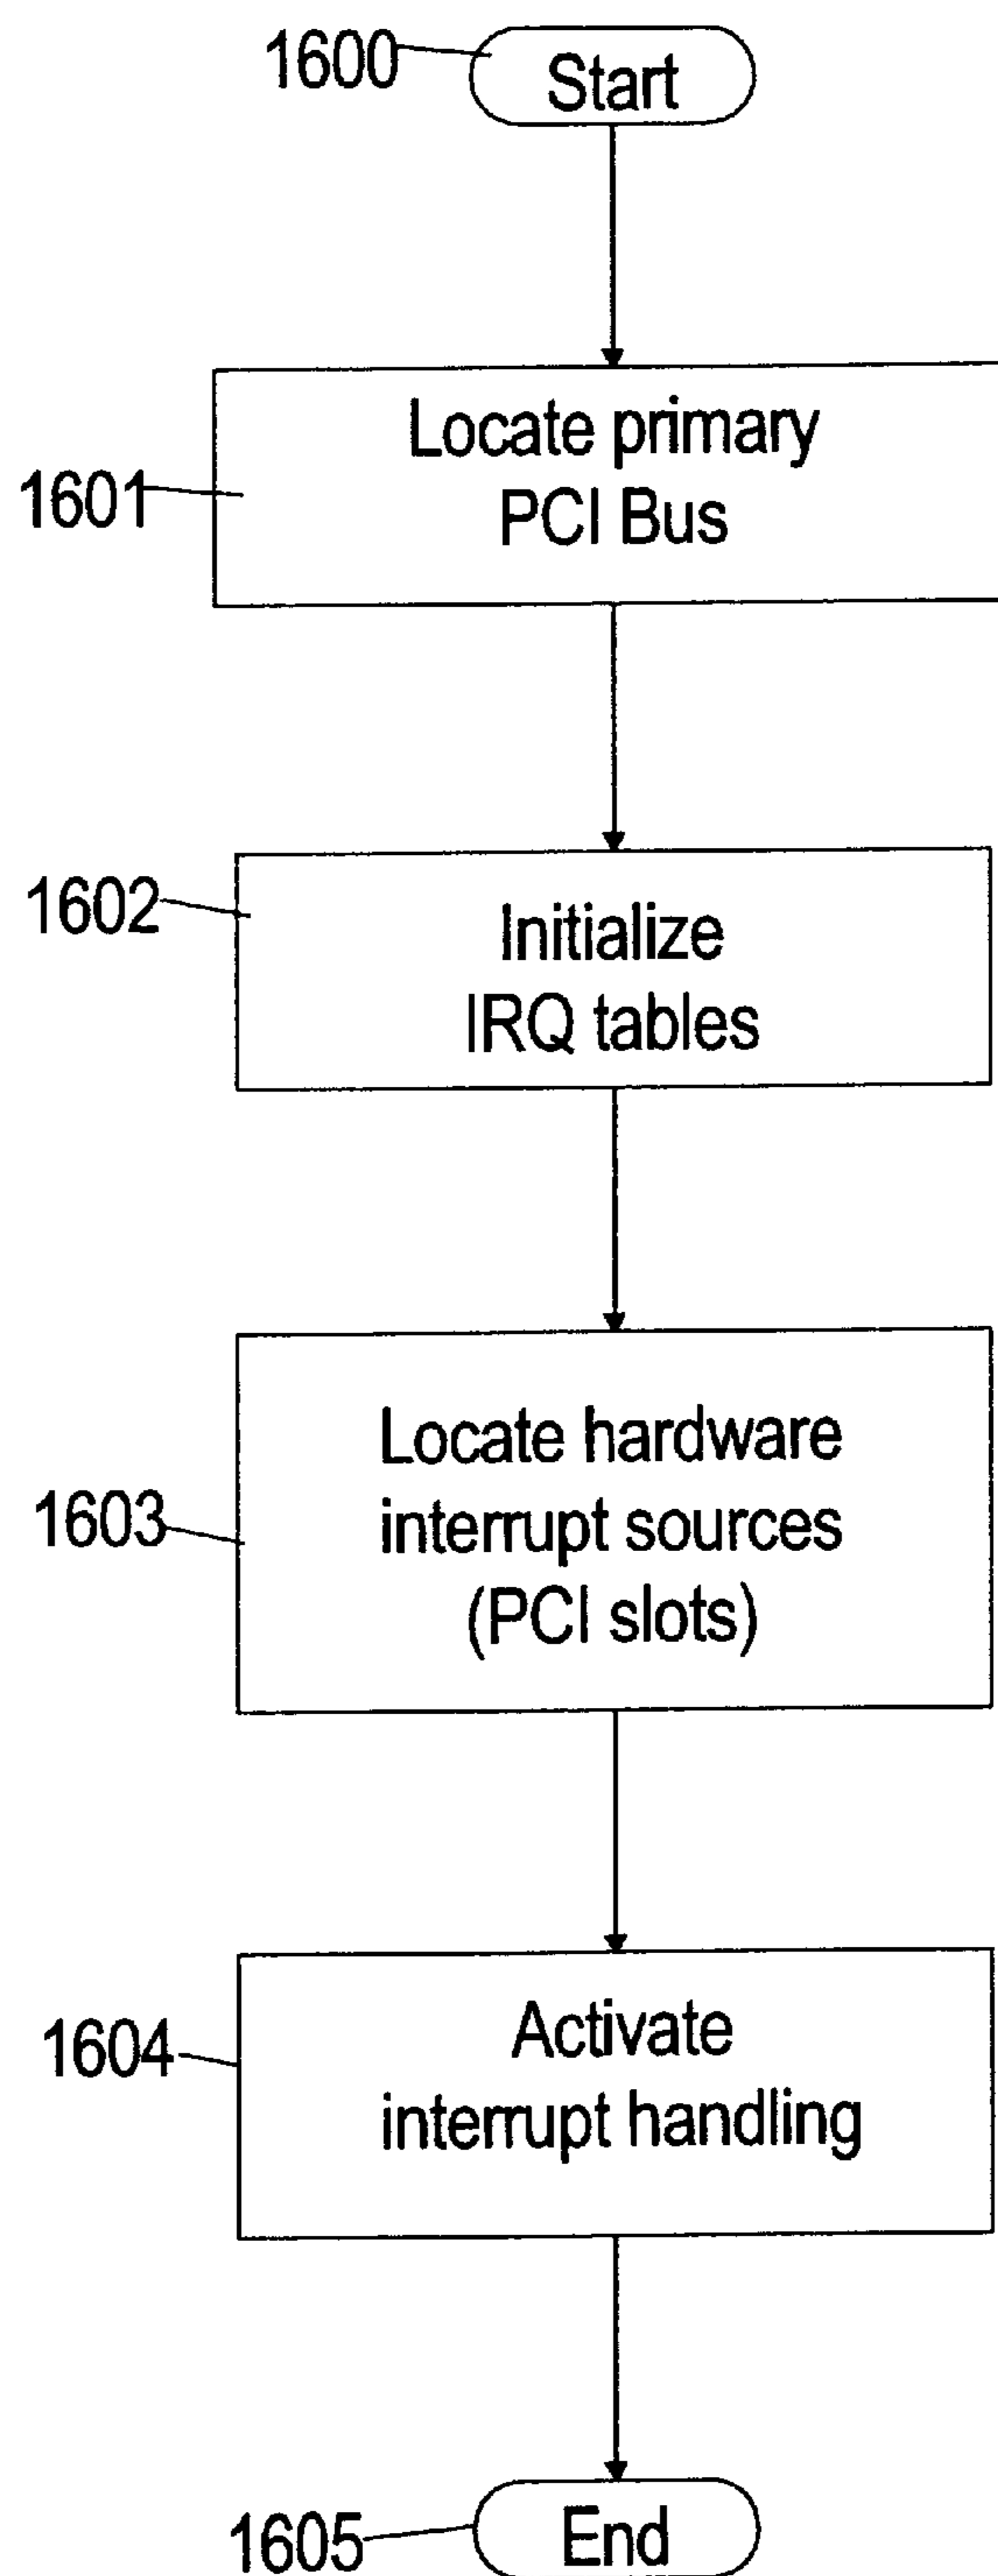 1600
Start
1601
Locate primary
PCI Bus
1602
Initialize
IRQ tables
1603
Locate hardware
interrupt sources
(PCI slots)
1604
Activate
interrupt handling
1605
End